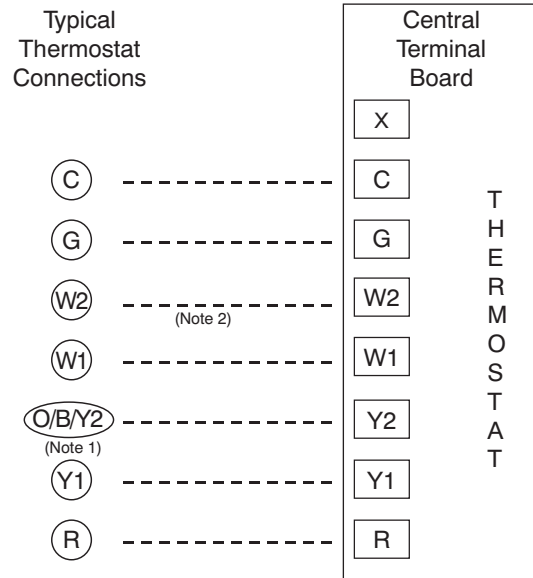 Typical
Thermostat
Connections
Central
Terminal
Board
X
C C
G G
W2 W2
(Note 2)
W1 W1
O/B/Y2 Y2
(Note 1)
Y1 Y1
R R
THERMOSTAT